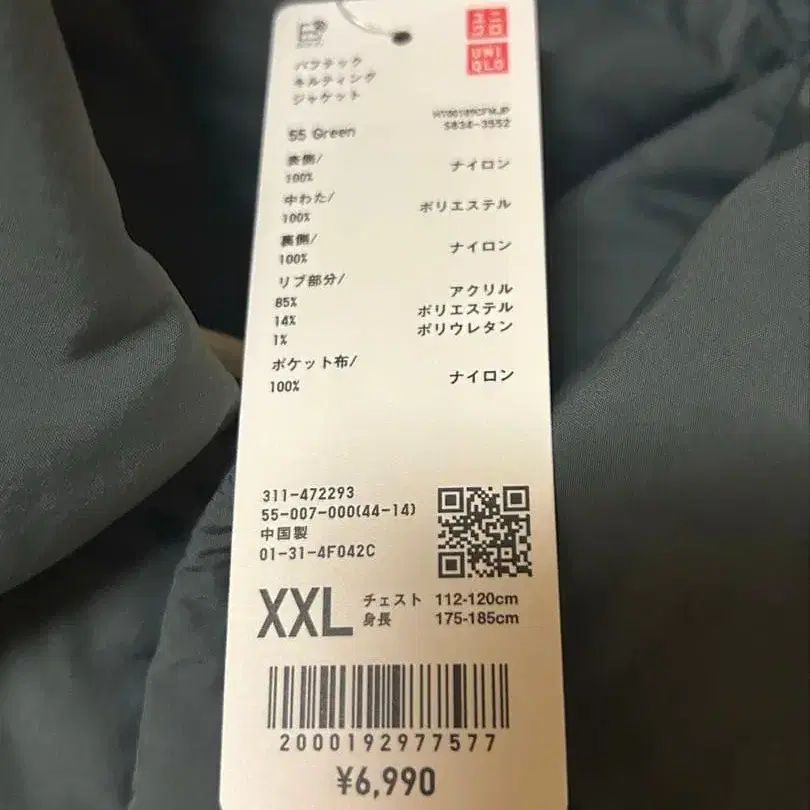 ユニ
クロ
UNI
QLO
パフテック
キルティング
ジャケット
55 Green
5834-3552
表側/
100% ナイロン
中わた/
100% ポリエステル
裏側/
100% ナイロン
リブ部分/
85% アクリル
14% ポリエステル
1% ポリウレタン
ポケット布/
100% ナイロン
311-472293
55-007-000(44-14)
中国製
01-31-4F042C
XXL
チェスト 112-120cm
身長 175-185cm
2000192977577
¥6,990